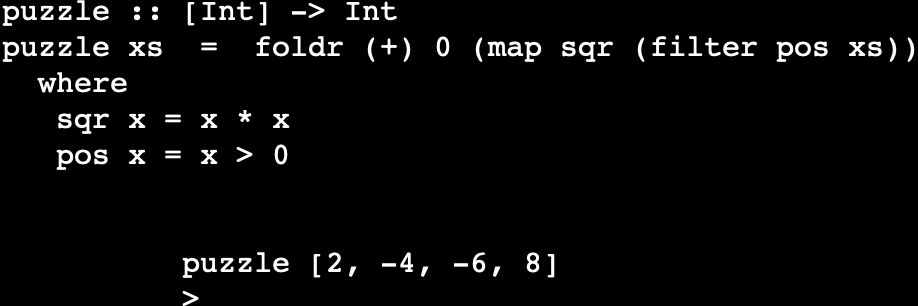 puzzle :: [Int] -> Int
puzzle xs  =  foldr (+) 0 (map sqr (filter pos xs))
  where
   sqr x = x * x
   pos x = x > 0
          puzzle [2, -4, -6, 8]
          >